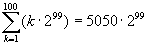 100
∑ (k · 2^99) = 5050 · 2^99
k=1